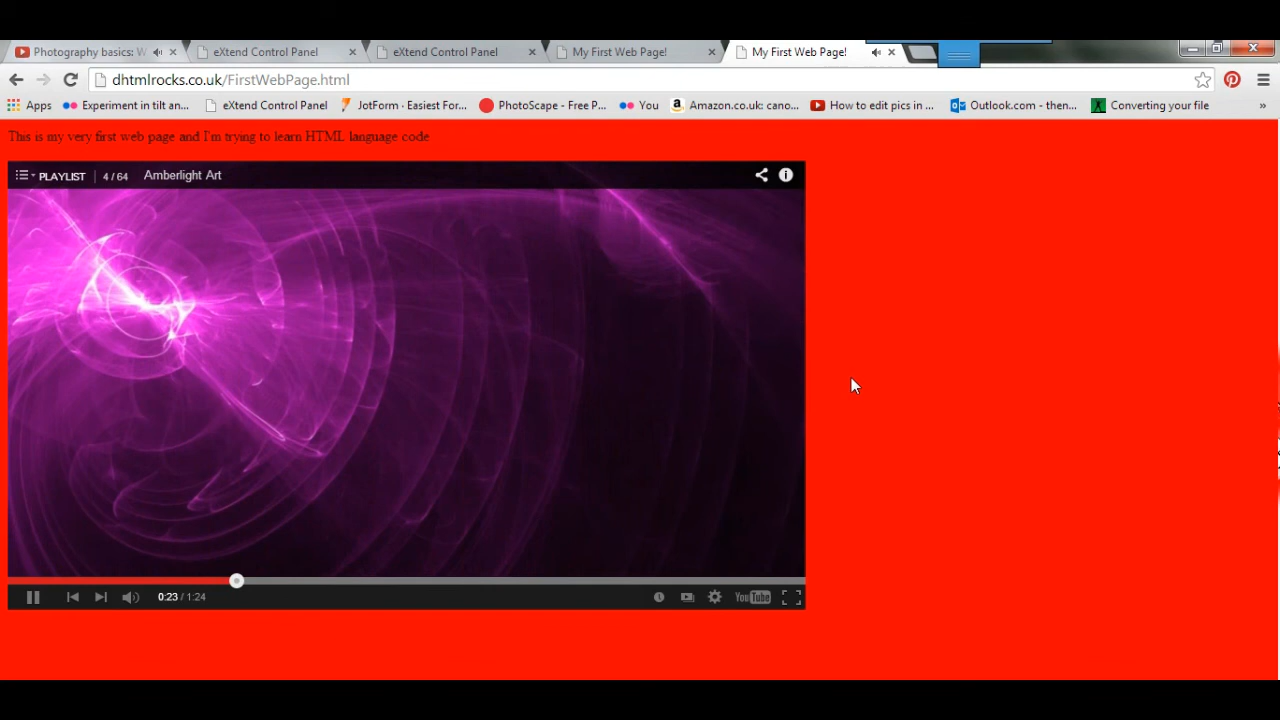 Photography basics: W
eXtend Control Panel
eXtend Control Panel
My First Web Page!
My First Web Page!
dhtmlrocks.co.uk/FirstWebPage.html
Apps
Experiment in tilt an...
eXtend Control Panel
JotForm · Easiest For...
PhotoScape - Free P...
You
Amazon.co.uk: cano...
How to edit pics in ...
Outlook.com - then...
Converting your file
»
This is my very first web page and I'm trying to learn HTML language code
PLAYLIST | 4 / 64 Amberlight Art
0:23 / 1:24
YouTube